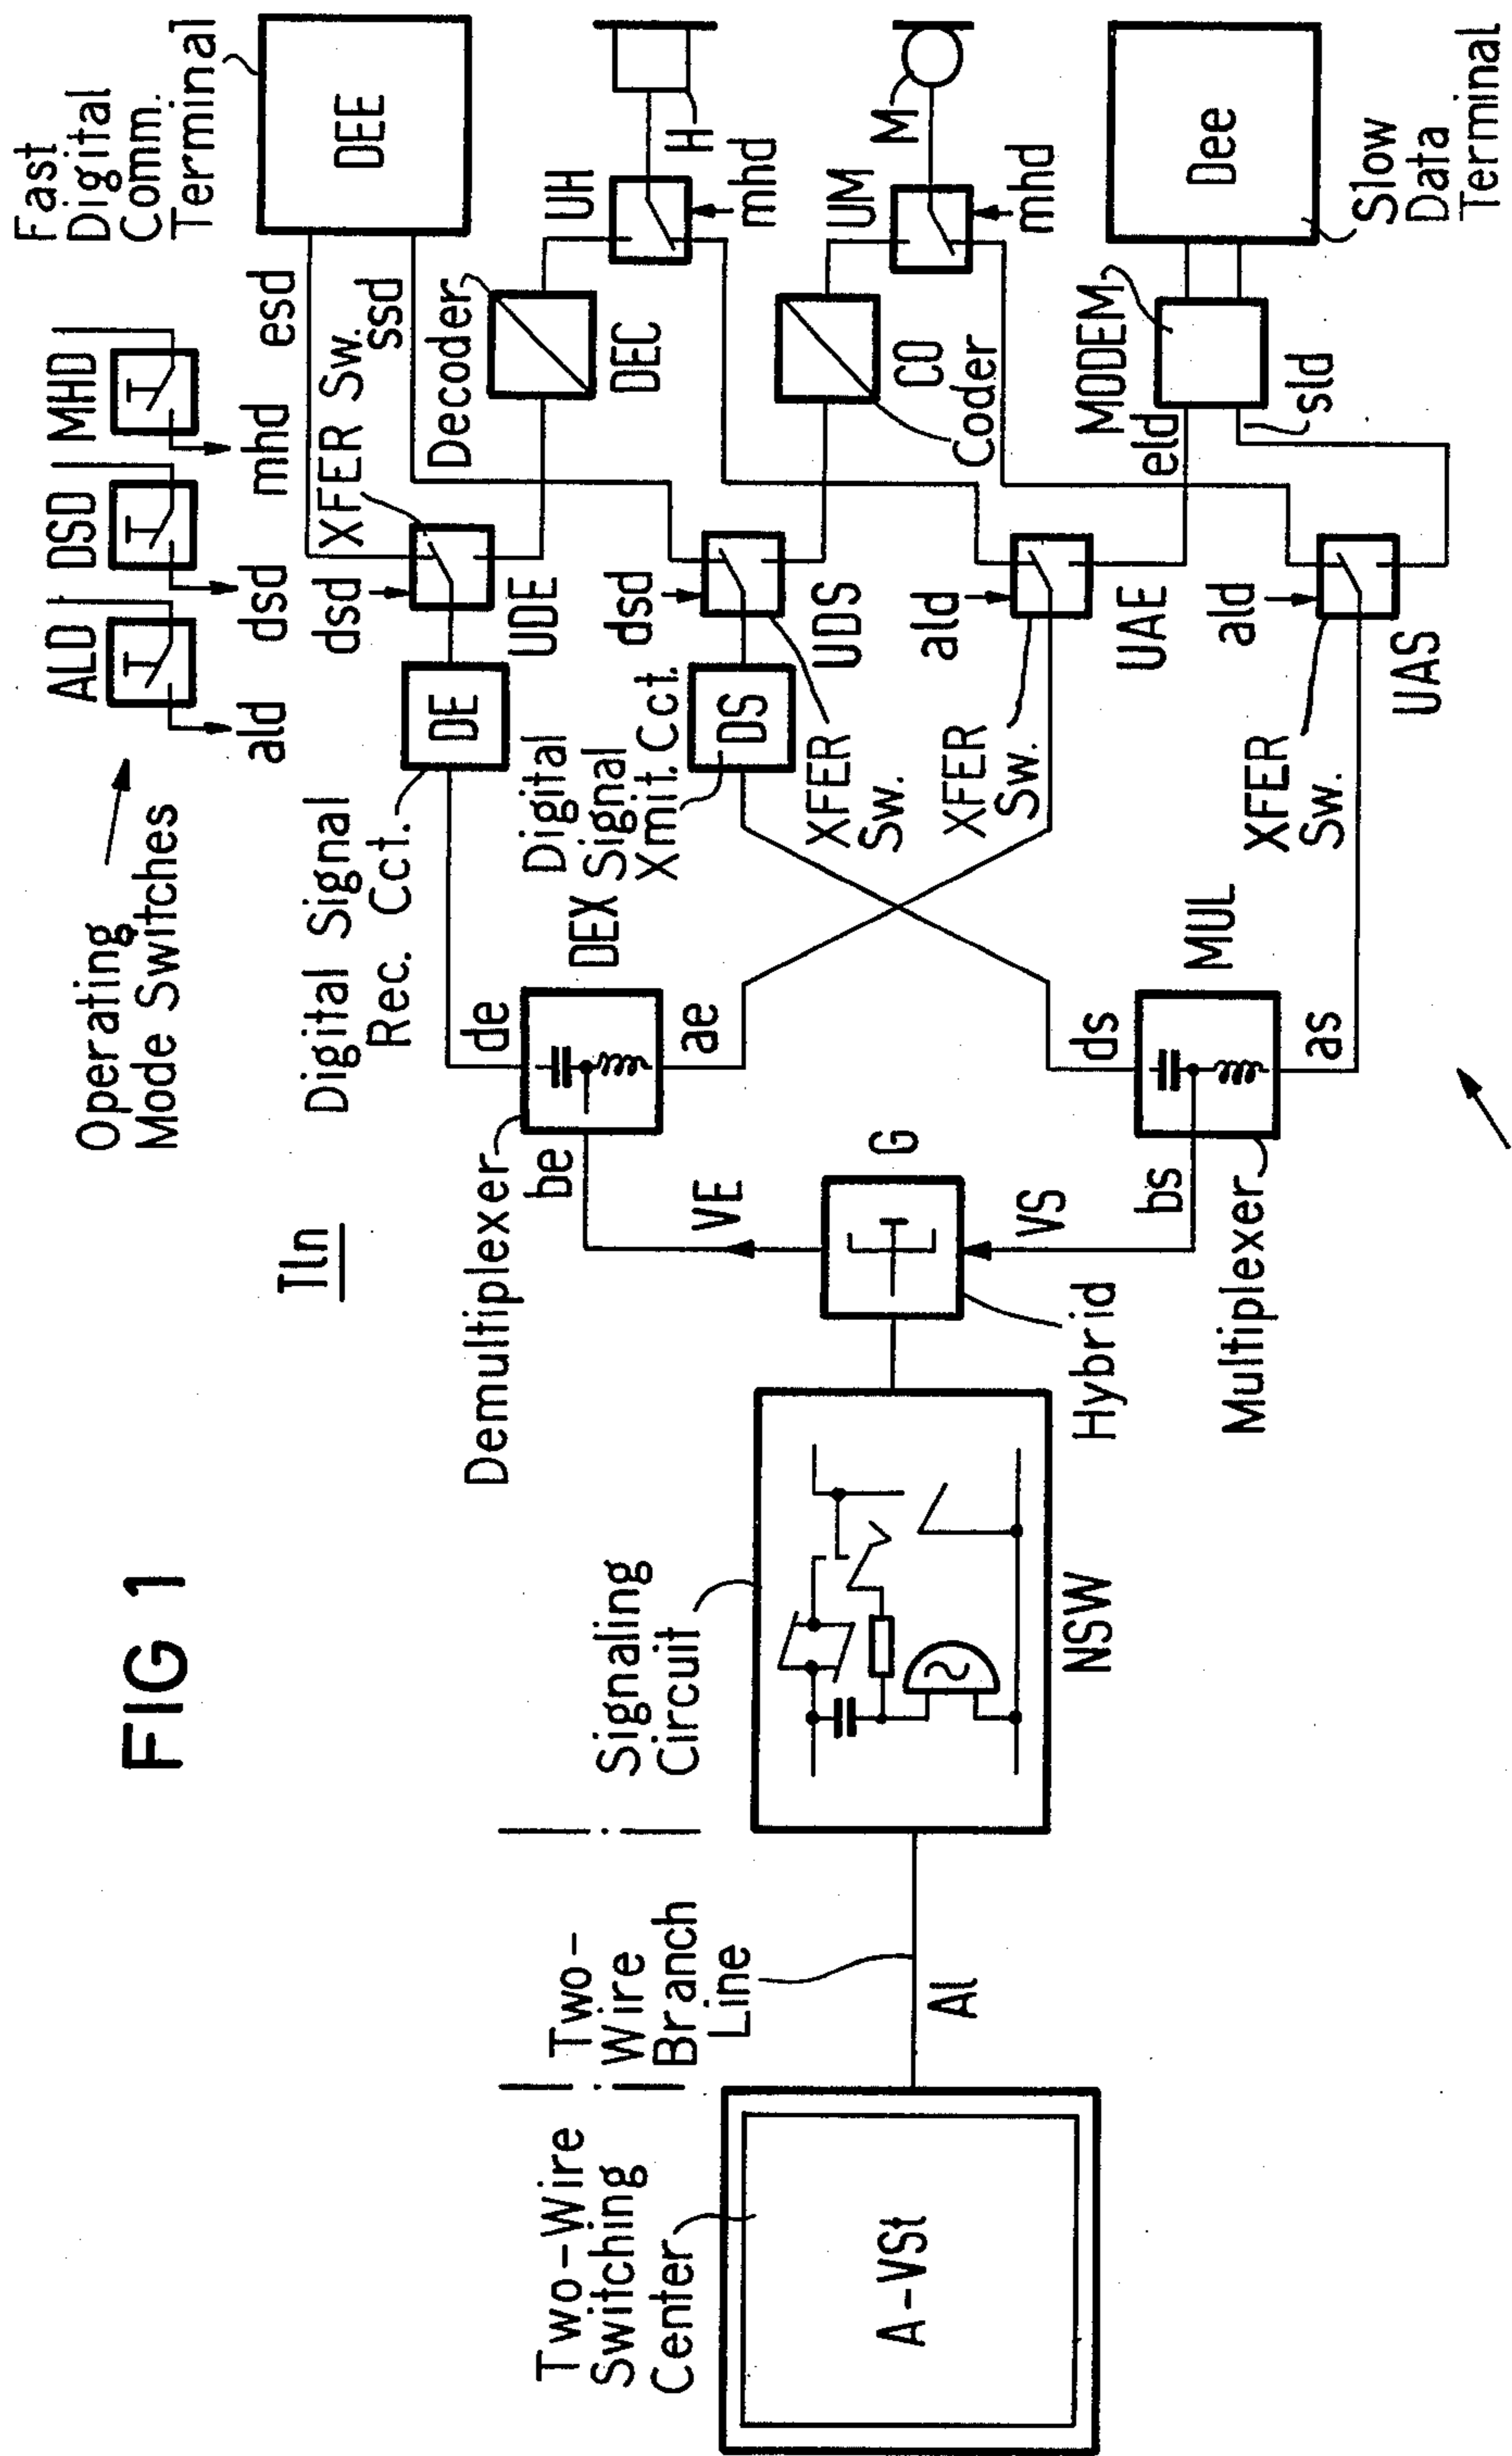 FIG 1
Tln
Two-Wire
Switching
Center
A-VSt
Two-
Wire
Branch
Line
Al
Signaling
Circuit
NSW
Hybrid
G
VE
VS
Demultiplexer
be
DEX
de
ae
Multiplexer
bs
MUL
ds
as
Operating
Mode Switches
ALD
ald
DSD
dsd
MHD
mhd
Digital Signal
Rec. Cct.
DE
Digital
Signal
Xmit. Cct.
DS
dsd
UDE
XFER Sw.
dsd
UDS
XFER
Sw.
ald
UAE
XFER
Sw.
ald
UAS
XFER
Sw.
esd
ssd
Decoder
DEC
CO
Coder
eld
sld
MODEM
UH
mhd
H
UM
mhd
M
Fast
Digital
Comm.
Terminal
DEE
Dee
Slow
Data
Terminal